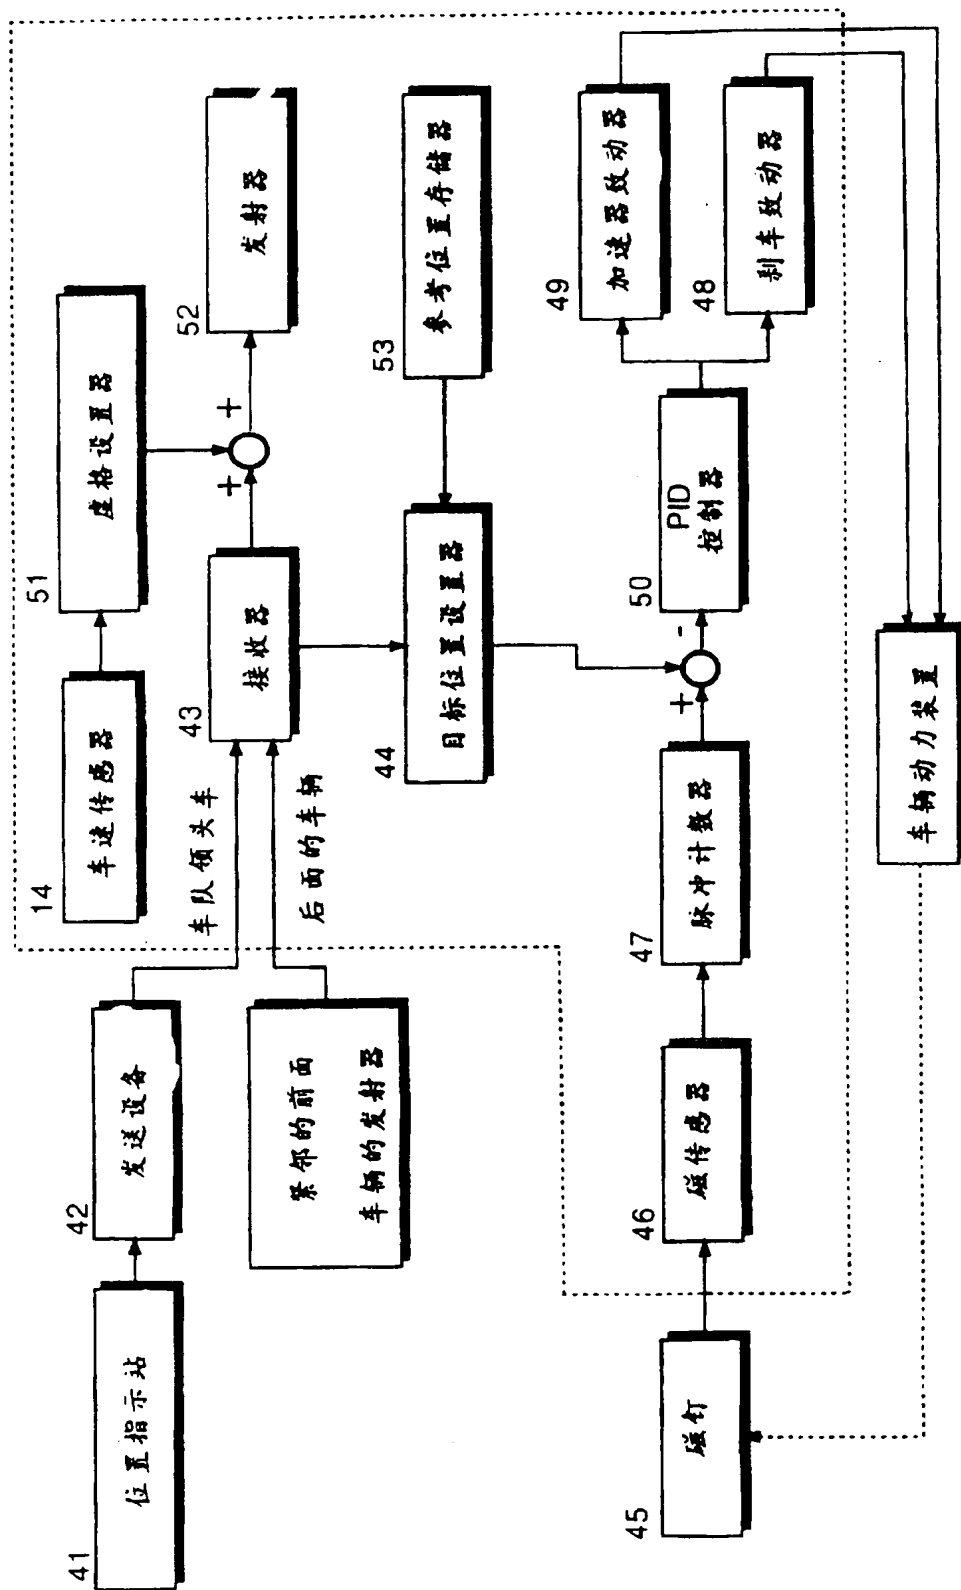 41
位置指示站
42
发送设备
车队领头车
14
车速传感器
51
虚格设置器
紧邻的前面
车辆的发射器
后面的车辆
43
接收器
+
+
52
发射器
44
目标位置设置器
53
参考位置存储器
45
磁钉
46
磁传感器
47
脉冲计数器
+
-
50
PID
控制器
49
加速器致动器
48
刹车致动器
车辆动力装置